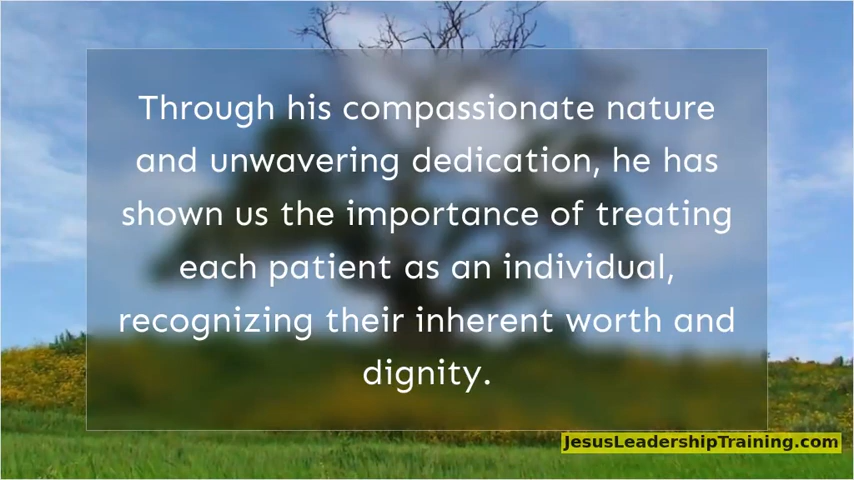 Through his compassionate nature
and unwavering dedication, he has
shown us the importance of treating
each patient as an individual,
recognizing their inherent worth and
dignity.
JesusLeadershipTraining.com